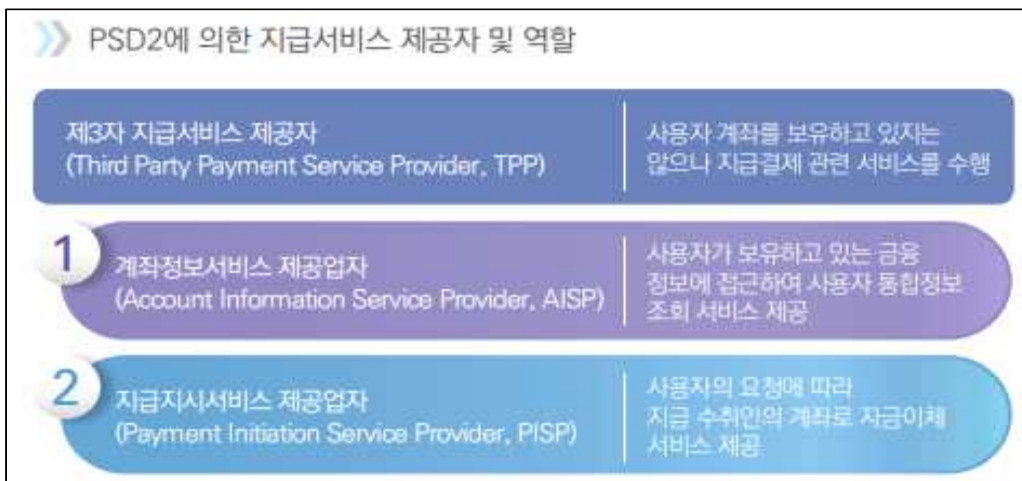 PSD2에 의한 지급서비스 제공자 및 역할
제3자 지급서비스 제공자
(Third Party Payment Service Provider, TPP)
사용자 계좌를 보유하고 있지는
않으나 지급결제 관련 서비스를 수행
1
계좌정보서비스 제공업자
(Account Information Service Provider, AISP)
사용자가 보유하고 있는 금융
정보에 접근하여 사용자 통합정보
조회 서비스 제공
2
지급지시서비스 제공업자
(Payment Initiation Service Provider, PISP)
사용자의 요청에 따라
지급 수취인의 계좌로 자금이체
서비스 제공